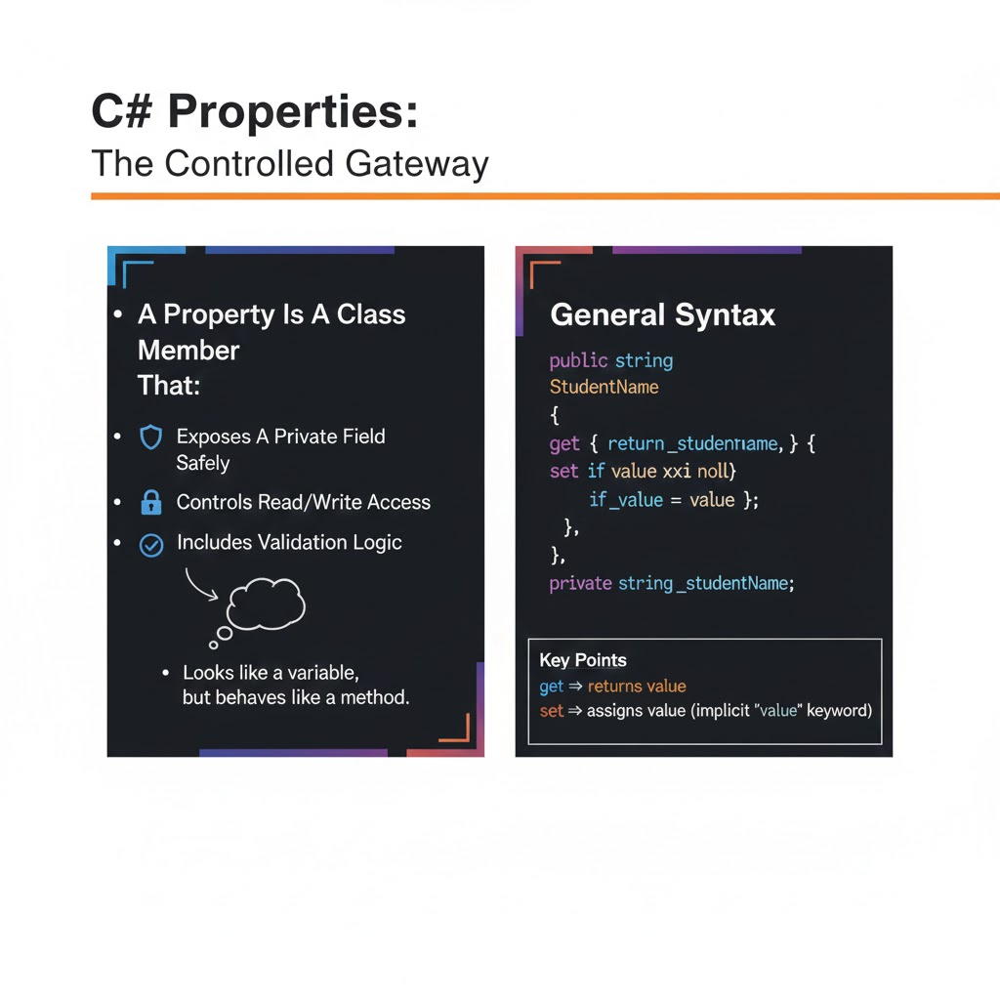 C# Properties:
The Controlled Gateway
• A Property Is A Class
Member
That:
• Exposes A Private Field
Safely
• Controls Read/Write Access
• Includes Validation Logic
• Looks like a variable,
but behaves like a method.
General Syntax
public string
StudentName
{
get { return _studentname, } {
set if value xxi noll}
if_value = value };
},
},
private string_studentName;
Key Points
get ⇒ returns value
set ⇒ assigns value (implicit "value" keyword)